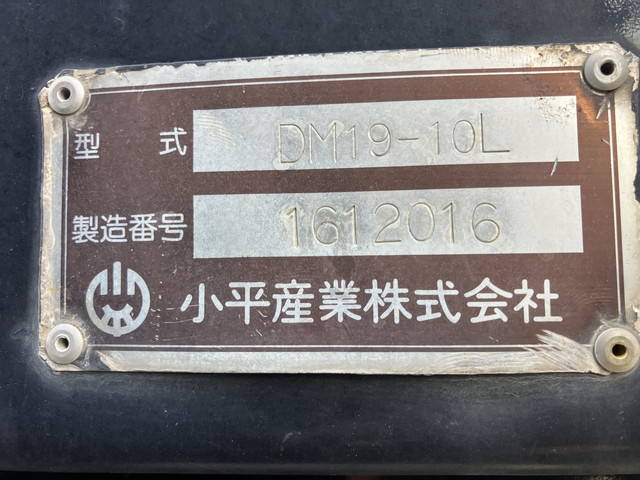 型 式 DM19-10L
製造番号 1612016
小平産業株式会社